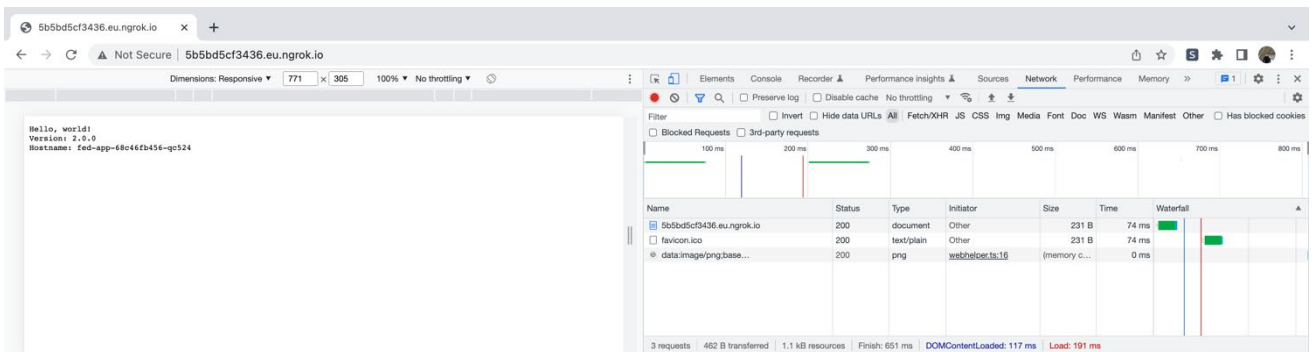 5b5bd5cf3436.eu.ngrok.io × +
Not Secure 5b5bd5cf3436.eu.ngrok.io
Dimensions: Responsive ▼ 771 × 305 100% ▼ No throttling ▼
Hello, world!
Version: 2.0.0
Hostname: fed-app-68c46fb456-qc524
Elements Console Recorder Performance insights Sources Network Performance Memory » 1
Preserve log Disable cache No throttling ▼
Filter Invert Hide data URLs All Fetch/XHR JS CSS Img Media Font Doc WS Wasm Manifest Other Has blocked cookies
Blocked Requests 3rd-party requests
100 ms 200 ms 300 ms 400 ms 500 ms 600 ms 700 ms 800 ms
Name Status Type Initiator Size Time Waterfall
5b5bd5cf3436.eu.ngrok.io 200 document Other 231 B 74 ms
favicon.ico 200 text/plain Other 231 B 74 ms
data:image/png;base... 200 png webhelper.ts:16 (memory c... 0 ms
3 requests 462 B transferred 1.1 kB resources Finish: 651 ms DOMContentLoaded: 117 ms Load: 191 ms